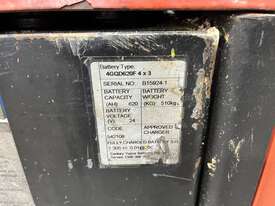 Battery Type:
4GQD620F 4 x 3
SERIAL NO: B15924-1
BATTERY BATTERY
CAPACITY WEIGHT
(AH) 620 (KG) 510kg
BATTERY
VOLTAGE
(V) 24
CODE APPROVED
CHARGER
FULLY CHARGED BATTERY S.G.